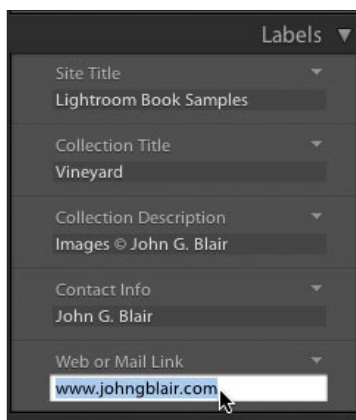 Labels
Site Title
Lightroom Book Samples
Collection Title
Vineyard
Collection Description
Images © John G. Blair
Contact Info
John G. Blair
Web or Mail Link
www.johngblair.com